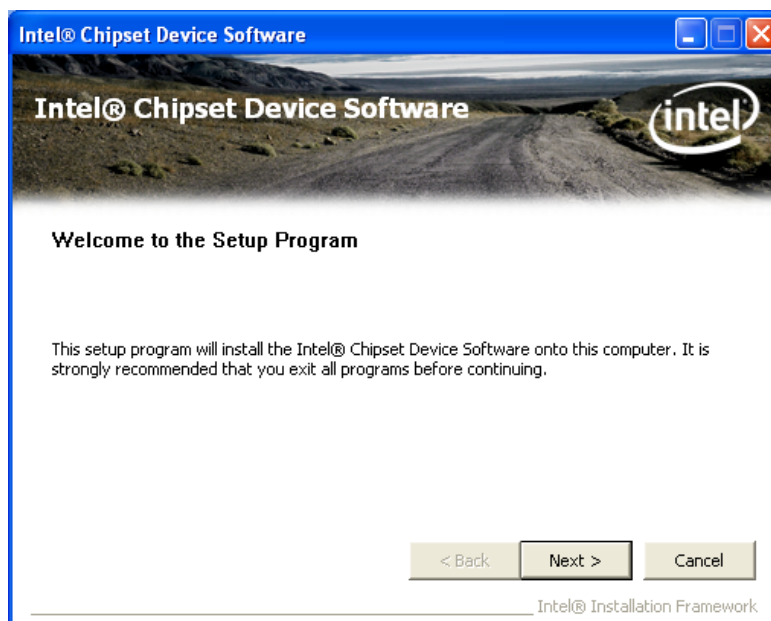 Intel® Chipset Device Software
Intel® Chipset Device Software
intel
Welcome to the Setup Program
This setup program will install the Intel® Chipset Device Software onto this computer. It is
strongly recommended that you exit all programs before continuing.
< Back
Next >
Cancel
Intel® Installation Framework